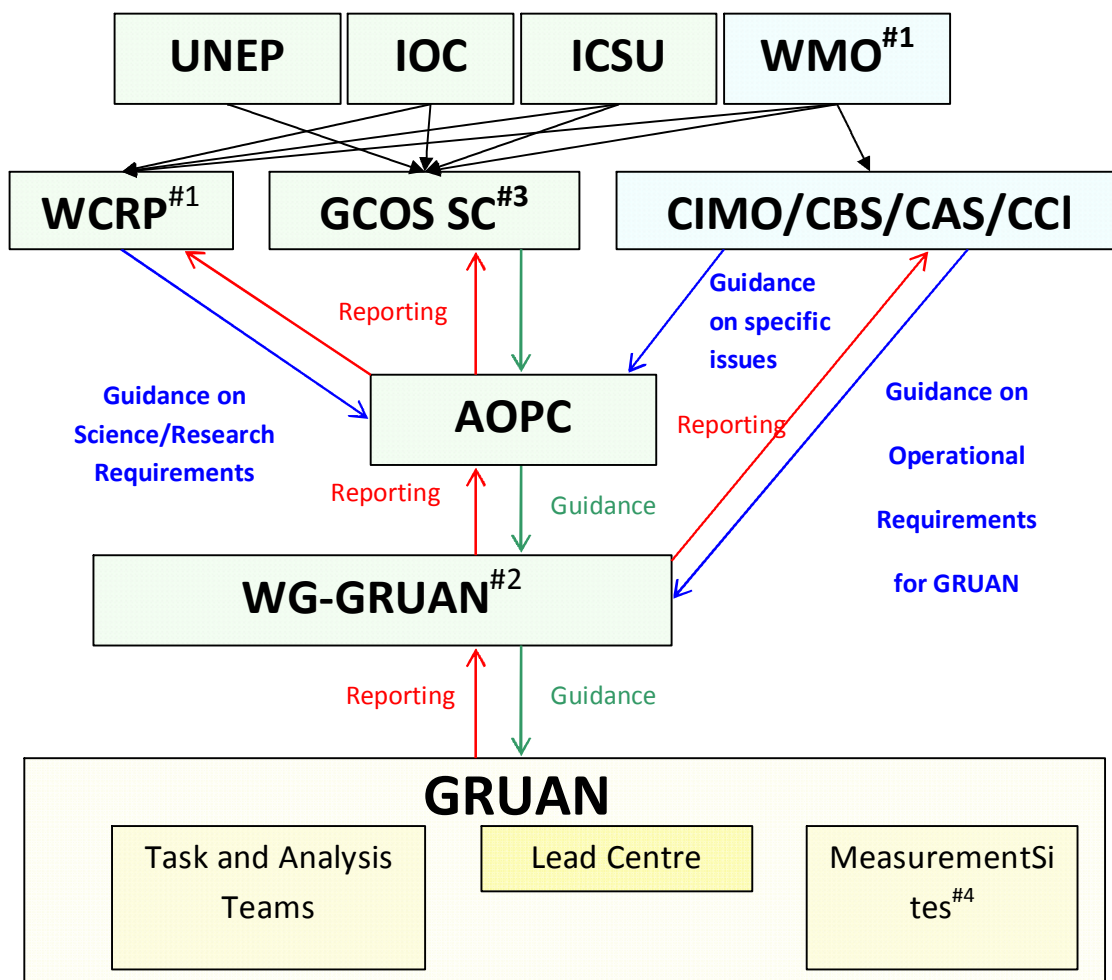 UNEP
IOC
ICSU
WMO#1
WCRP#1
GCOS SC#3
CIMO/CBS/CAS/CCl
Reporting
Guidance
on specific
issues
Guidance on
Science/Research
Requirements
AOPC
Reporting
Guidance on
Operational
Requirements
for GRUAN
Reporting
Guidance
WG-GRUAN#2
Reporting
Guidance
GRUAN
Task and Analysis
Teams
Lead Centre
MeasurementSi
tes#4